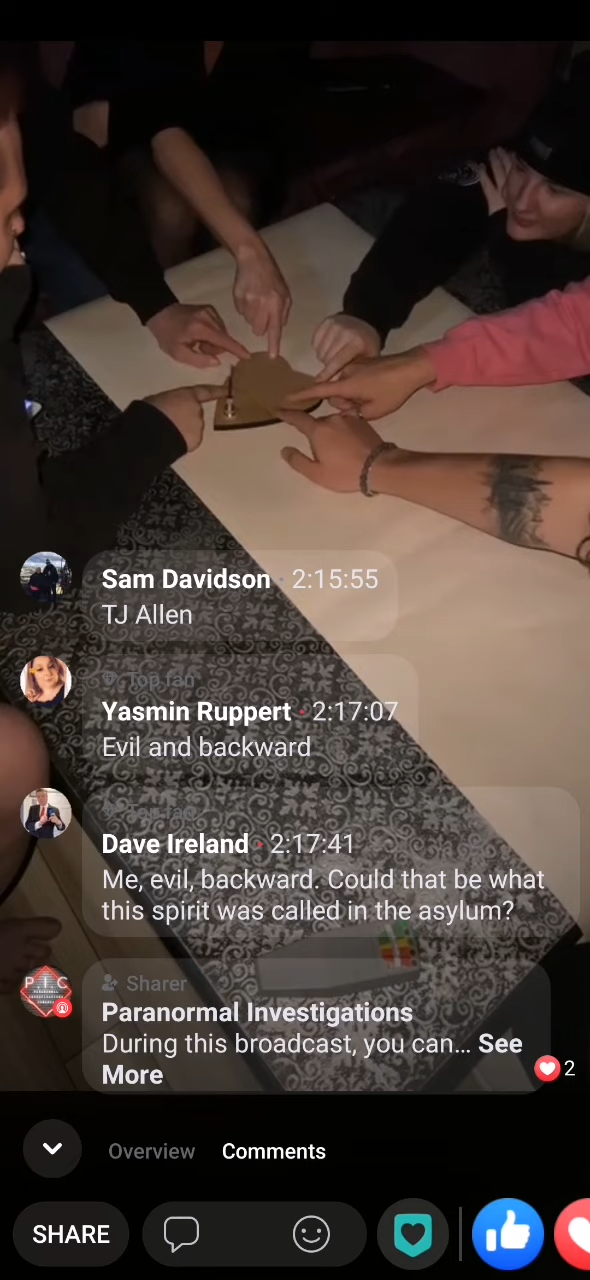 Sam Davidson · 2:15:55
TJ Allen
Top fan
Yasmin Ruppert · 2:17:07
Evil and backward
Top fan
Dave Ireland · 2:17:41
Me, evil, backward. Could that be what
this spirit was called in the asylum?
P I C
Sharer
Paranormal Investigations
During this broadcast, you can... See
More
2
Overview Comments
SHARE